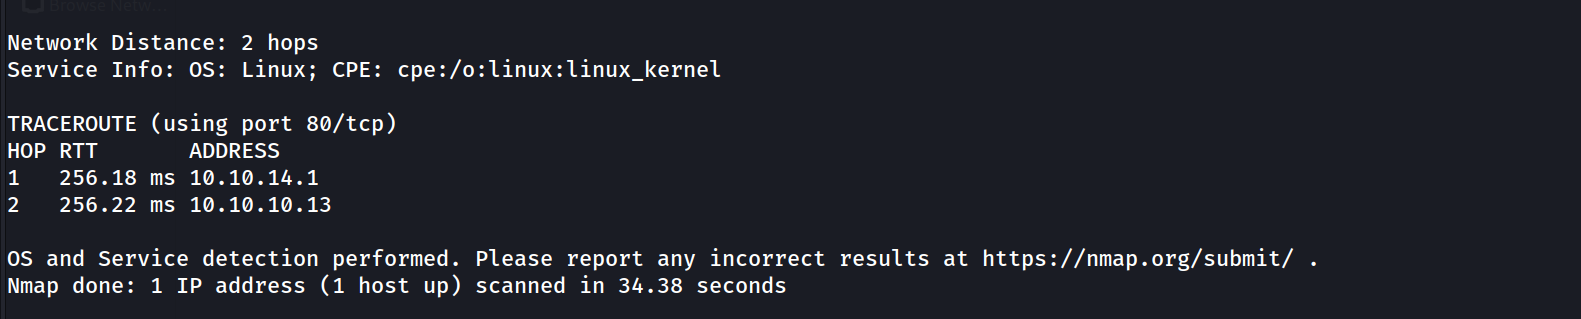 Browse Netw...
Network Distance: 2 hops
Service Info: OS: Linux; CPE: cpe:/o:linux:linux_kernel
TRACEROUTE (using port 80/tcp)
HOP RTT ADDRESS
1 256.18 ms 10.10.14.1
2 256.22 ms 10.10.10.13
OS and Service detection performed. Please report any incorrect results at https://nmap.org/submit/ .
Nmap done: 1 IP address (1 host up) scanned in 34.38 seconds